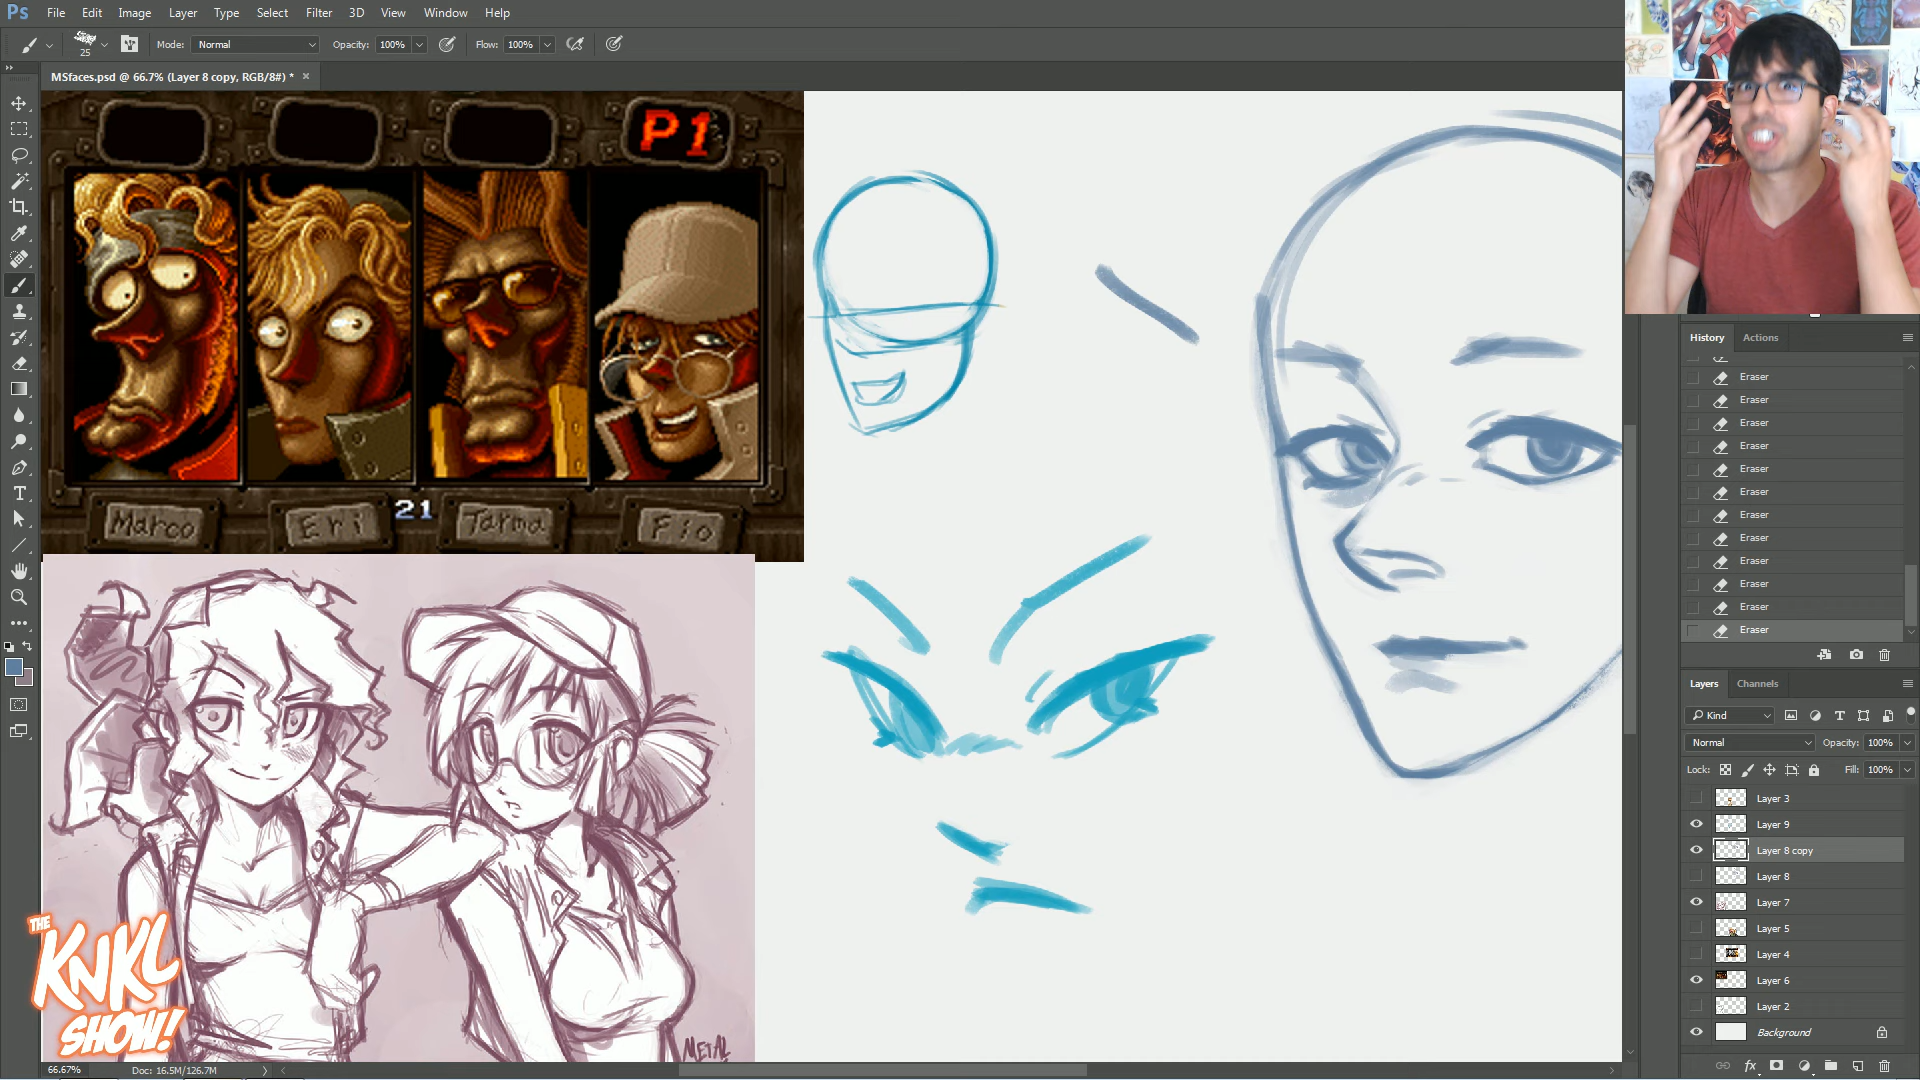 Ps File Edit Image Layer Type Select Filter 3D View Window Help
25 Mode: Normal Opacity: 100% Flow: 100%
MSfaces.psd @ 66.7% (Layer 8 copy, RGB/8#) * ×
P1
Marco Eri 21 Tarma Fio
METAL
THE
KNKL
SHOW!
History Actions
Eraser
Eraser
Eraser
Eraser
Eraser
Eraser
Eraser
Eraser
Eraser
Eraser
Eraser
Eraser
Layers Channels
Kind
Normal Opacity: 100%
Lock: Fill: 100%
Layer 3
Layer 9
Layer 8 copy
Layer 8
Layer 7
Layer 5
Layer 4
Layer 6
Layer 2
Background
fx
66.67% Doc: 16.5M/126.7M